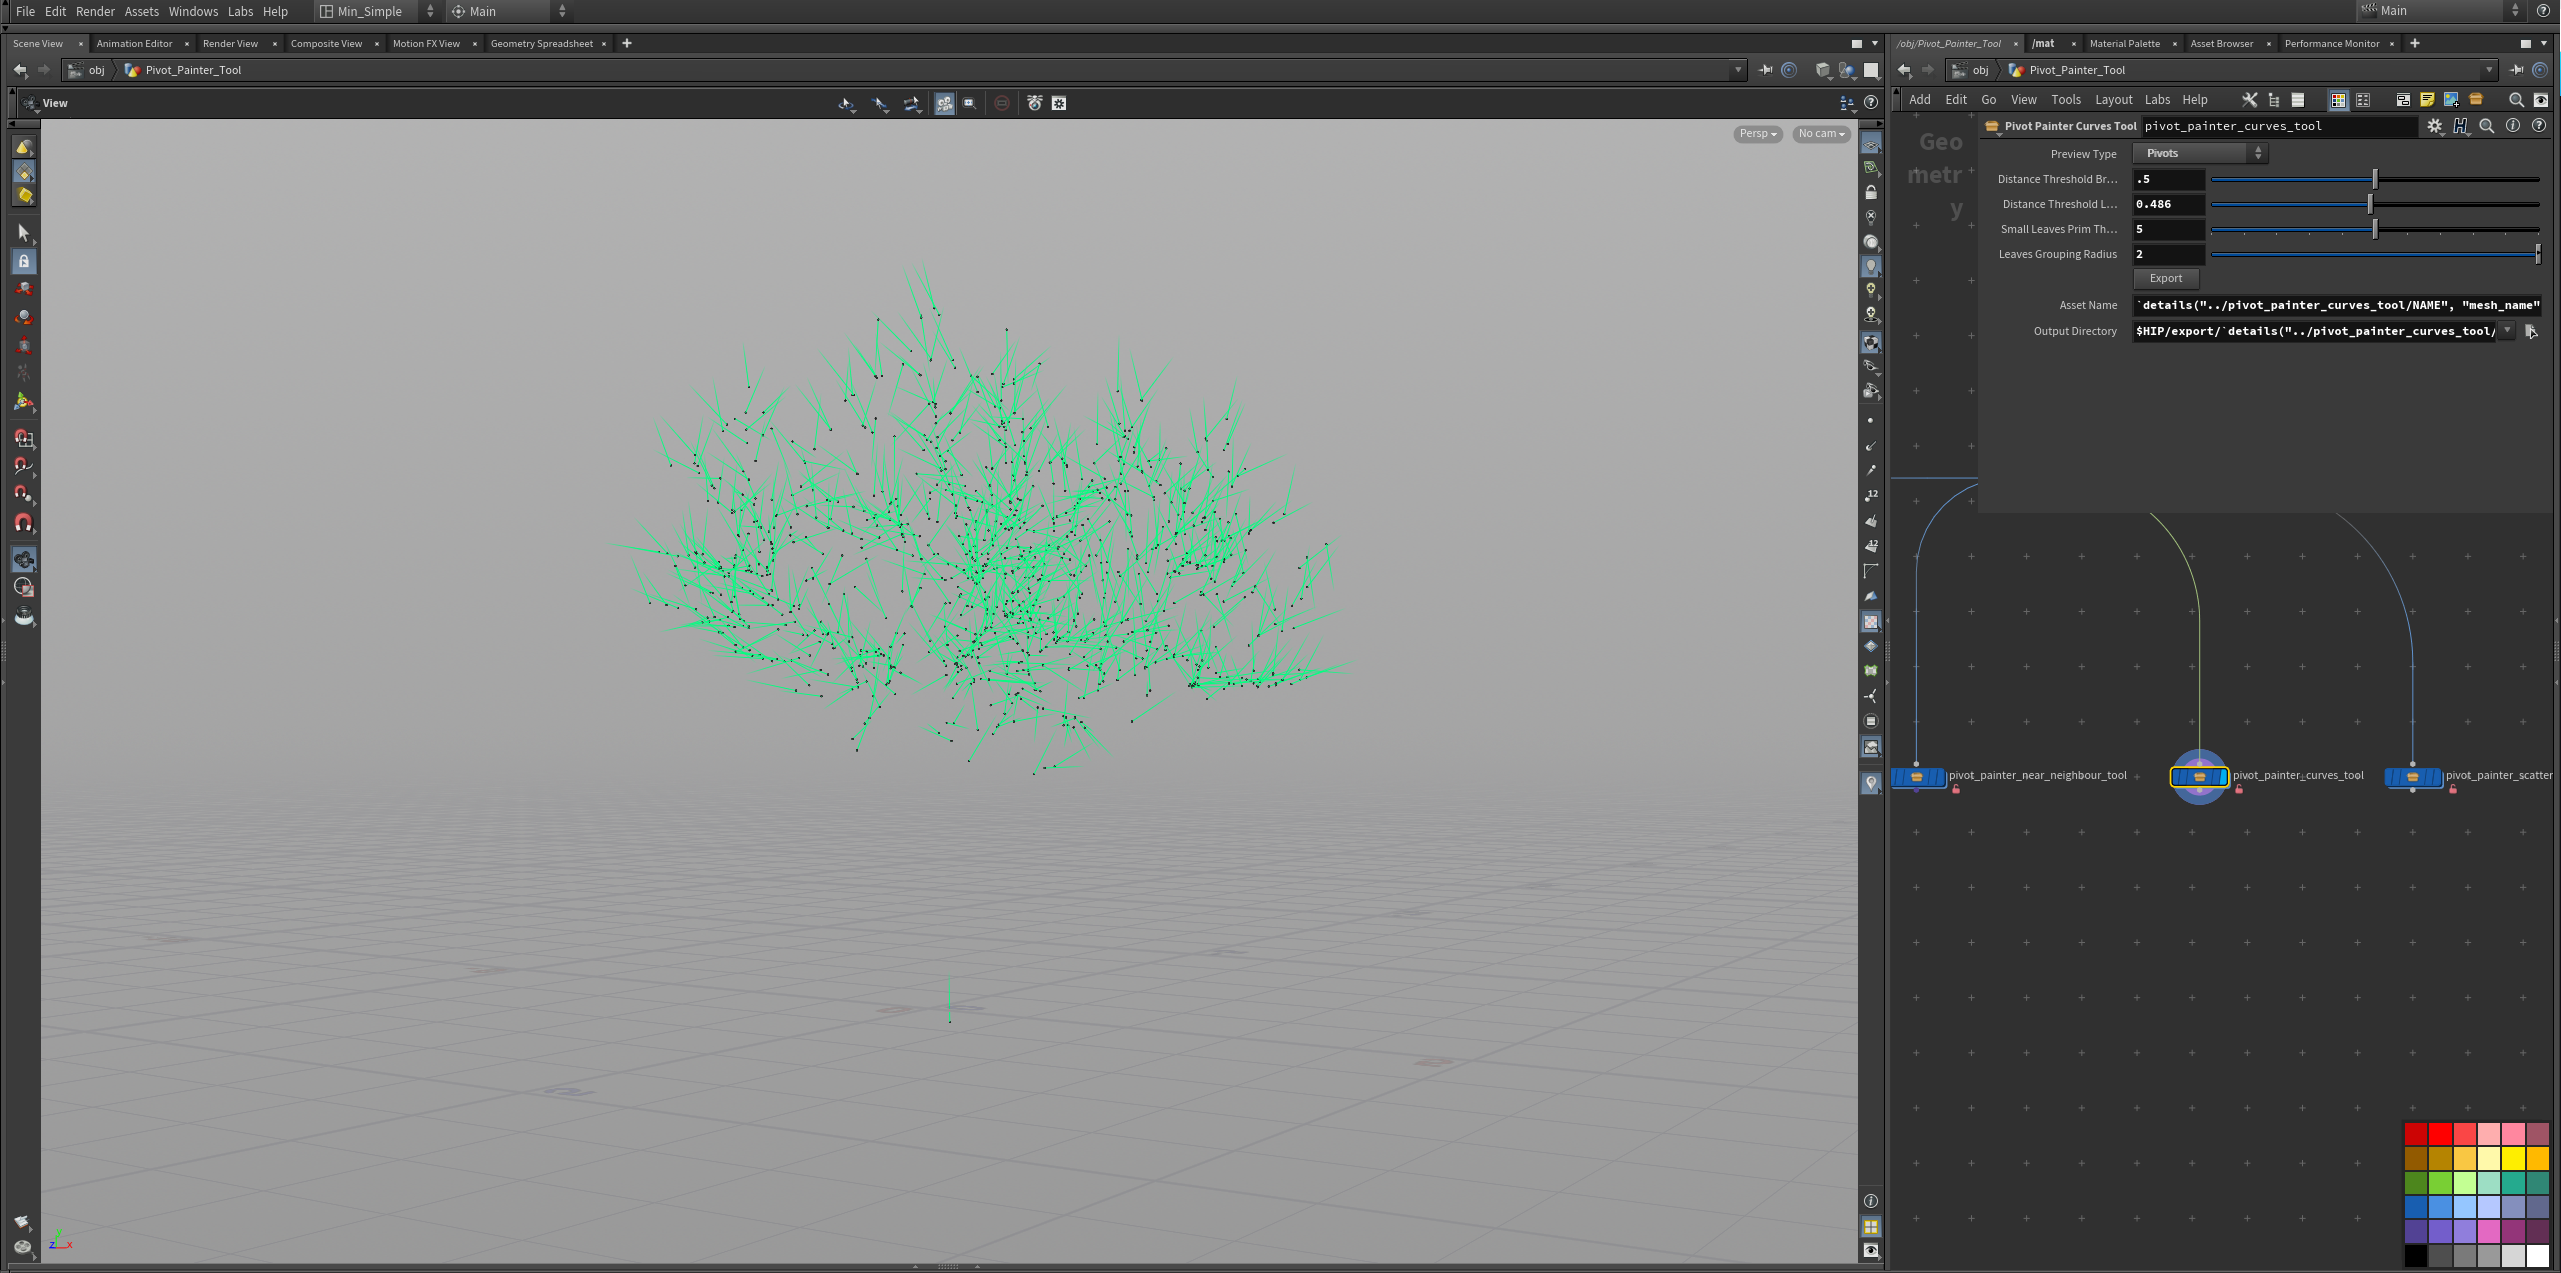 File Edit Render Assets Windows Labs Help Min_Simple Main Main
Scene View Animation Editor Render View Composite View Motion FX View Geometry Spreadsheet
/obj/Pivot_Painter_Tool /mat Material Palette Asset Browser Performance Monitor
obj Pivot_Painter_Tool
obj Pivot_Painter_Tool
View
Add Edit Go View Tools Layout Labs Help
Persp No cam
Geo
metr
y
Pivot Painter Curves Tool pivot_painter_curves_tool
Preview Type Pivots
Distance Threshold Br... .5
Distance Threshold L... 0.486
Small Leaves Prim Th... 5
Leaves Grouping Radius 2
Export
Asset Name `details("../pivot_painter_curves_tool/NAME", "mesh_name"
Output Directory $HIP/export/`details("../pivot_painter_curves_tool/
12
12
pivot_painter_near_neighbour_tool pivot_painter_curves_tool pivot_painter_scatter
z x